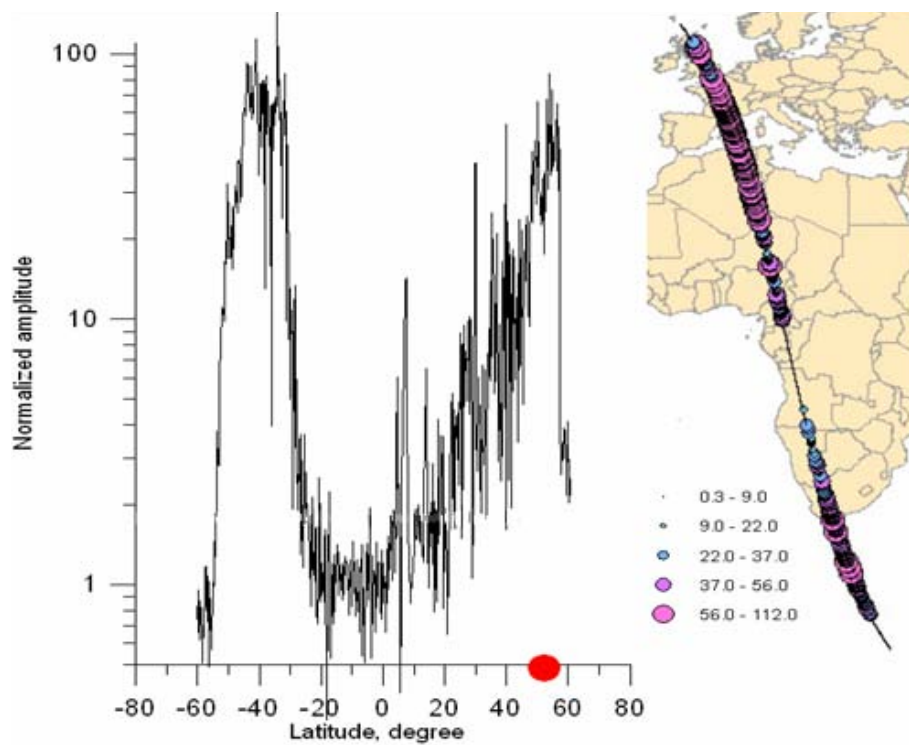 100
10
1
Normalized amplitude
-80 -60 -40 -20 0 20 40 60 80
Latitude, degree
0.3 - 9.0
9.0 - 22.0
22.0 - 37.0
37.0 - 56.0
56.0 - 112.0